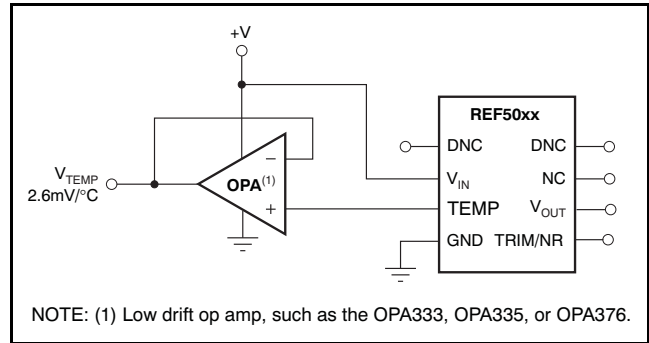 +V
REF50xx
DNC
DNC
V_TEMP
2.6mV/°C
OPA(1)
−
+
V_IN
NC
TEMP
V_OUT
GND
TRIM/NR
NOTE: (1) Low drift op amp, such as the OPA333, OPA335, or OPA376.